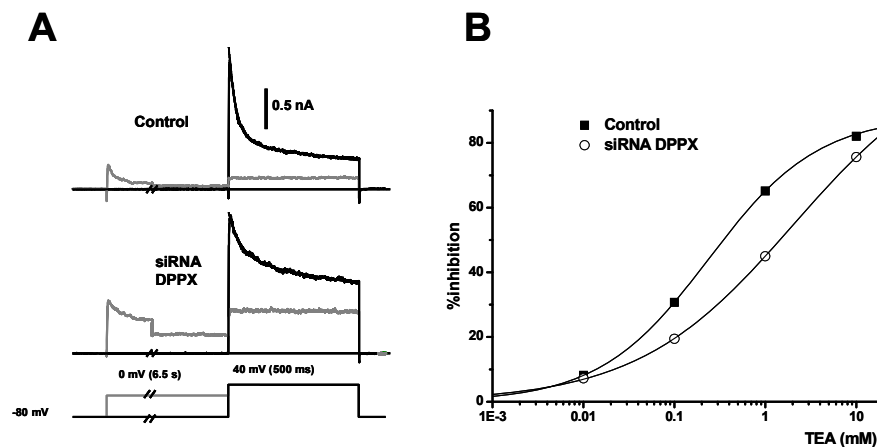 A
Control
0.5 nA
siRNA
DPPX
0 mV (6.5 s)
40 mV (500 ms)
-80 mV
B
Control
siRNA DPPX
%inhibition
80
60
40
20
0
1E-3
0.01
0.1
1
10
TEA (mM)